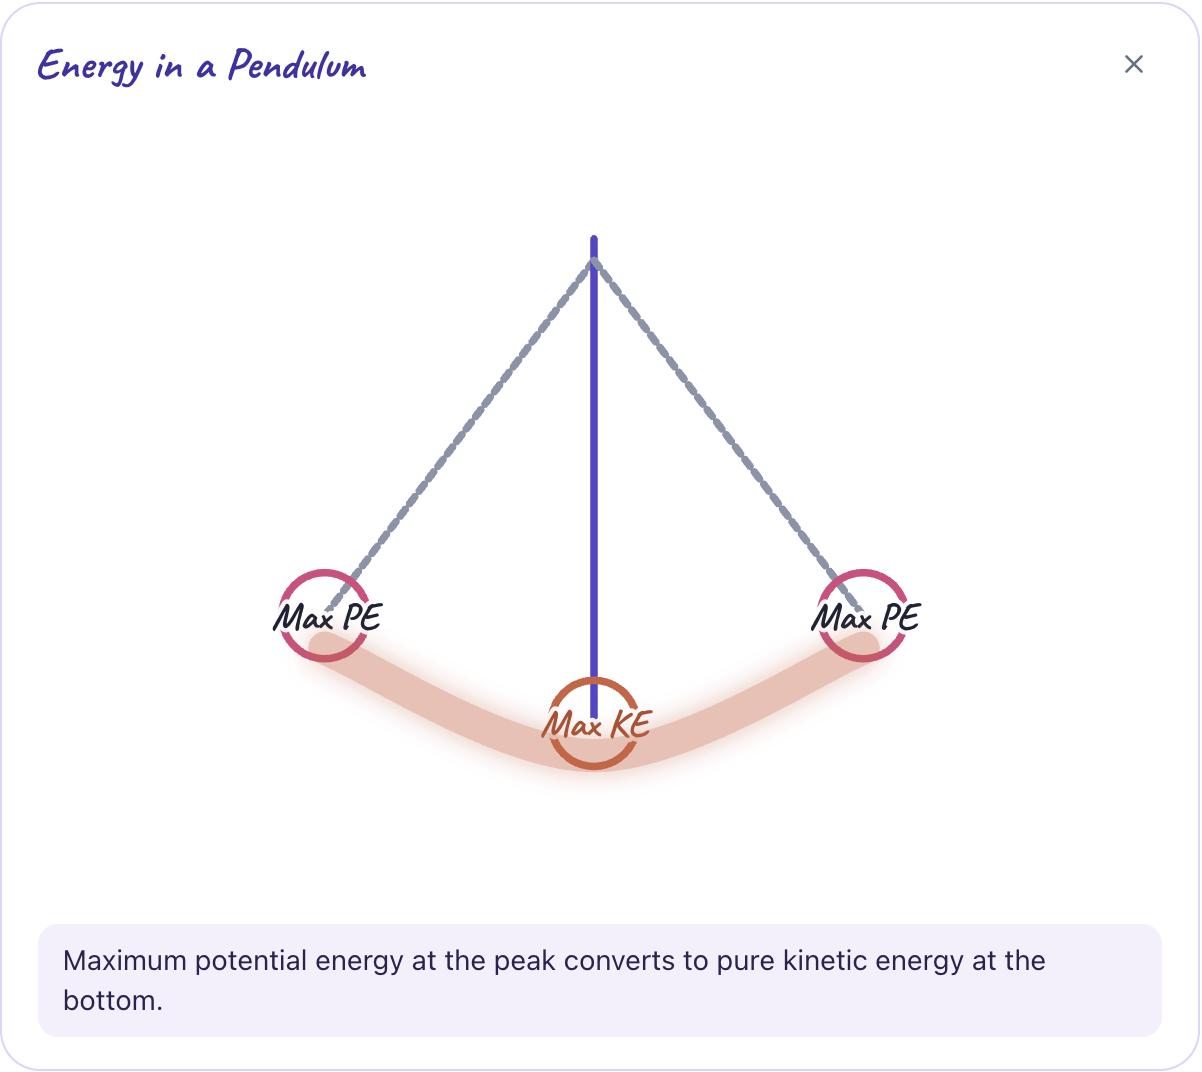 Energy in a Pendulum
Max PE
Max PE
Max KE
Maximum potential energy at the peak converts to pure kinetic energy at the
bottom.